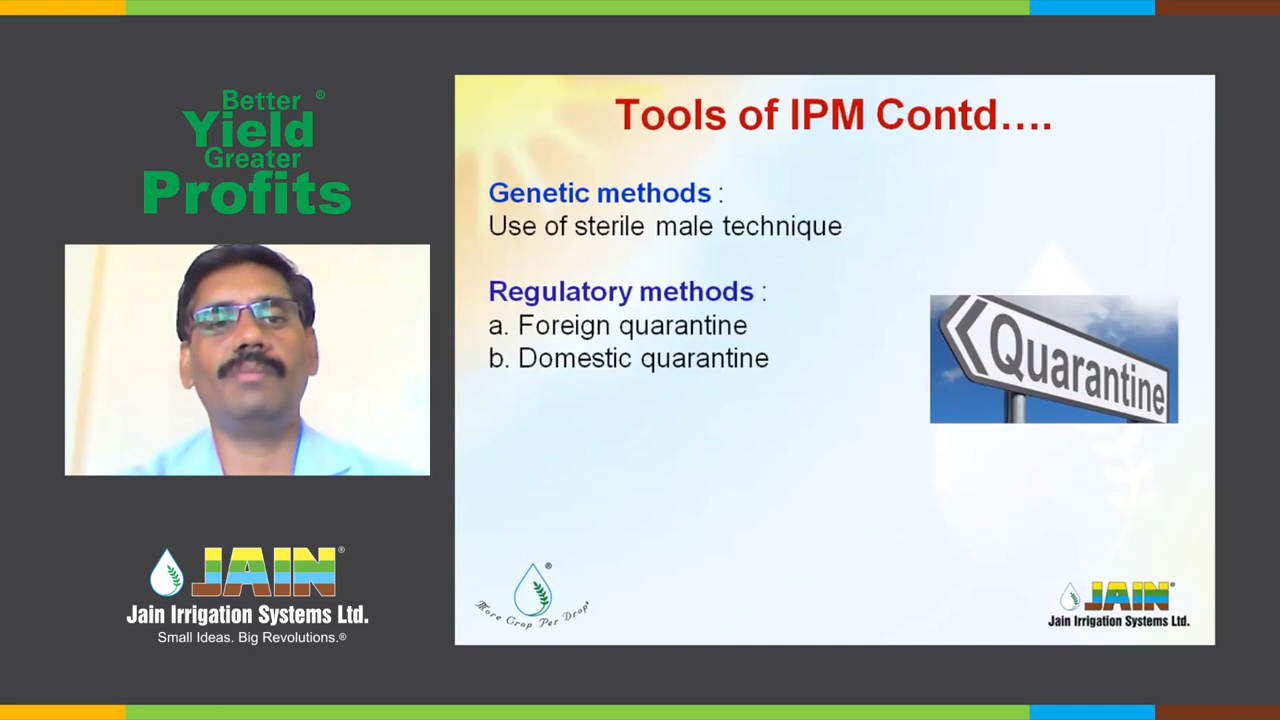 Better ®
Yield
Greater
Profits
JAIN®
Jain Irrigation Systems Ltd.
Small Ideas. Big Revolutions.®
Tools of IPM Contd....
Genetic methods :
Use of sterile male technique
Regulatory methods :
a. Foreign quarantine
b. Domestic quarantine
Quarantine
®
More Crop Per Drop®
JAIN®
Jain Irrigation Systems Ltd.